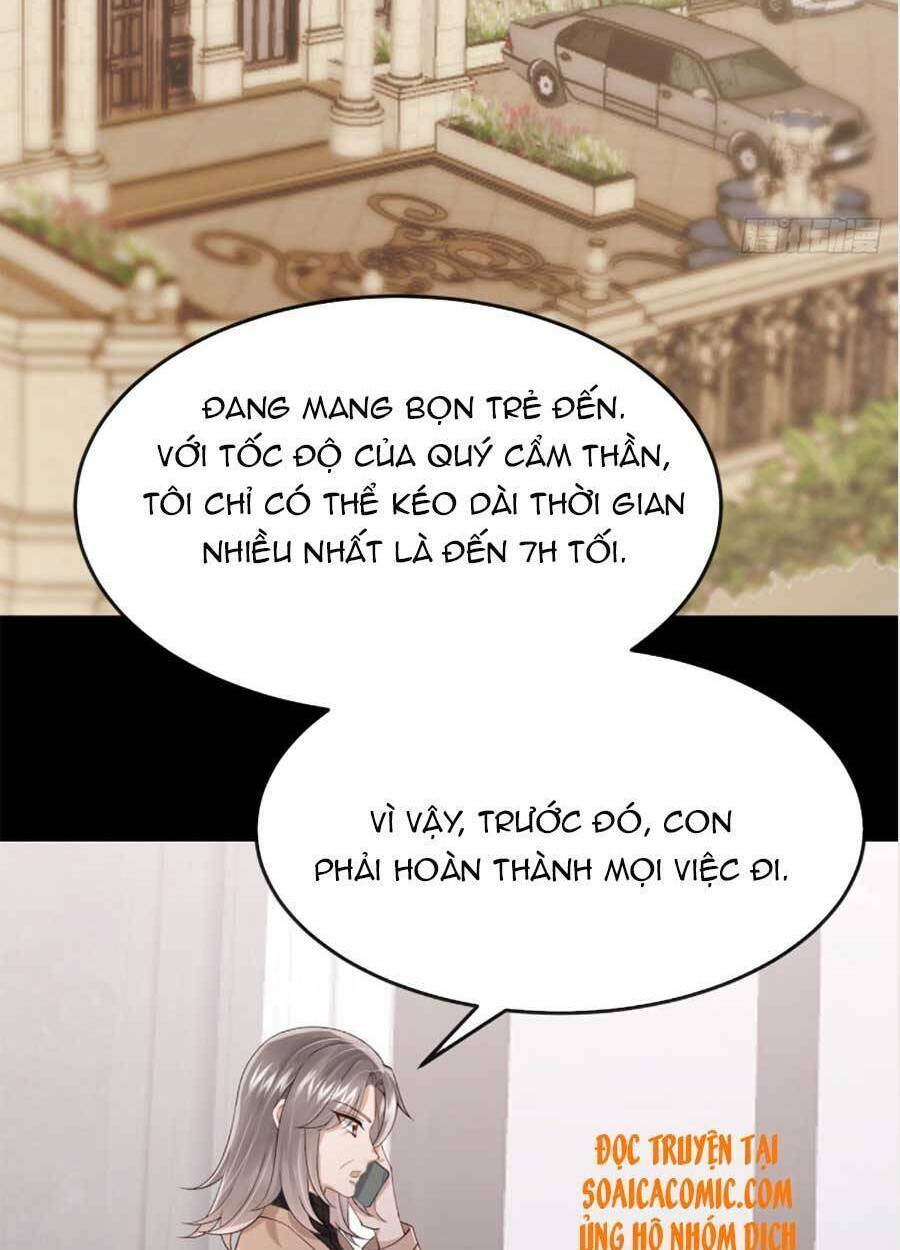 ĐANG MANG BỌN TRẺ ĐẾN.
VỚI TỐC ĐỘ CỦA QUÝ CẨM THẦN,
TÔI CHỈ CÓ THỂ KÉO DÀI THỜI GIAN
NHIỀU NHẤT LÀ ĐẾN 7H TỐI.
VÌ VẬY, TRƯỚC ĐÓ, CON
PHẢI HOÀN THÀNH MỌI VIỆC ĐI.
ĐỌC TRUYỆN TẠI
SOAICACOMIC.COM
ỦNG HỘ NHÓM DỊCH